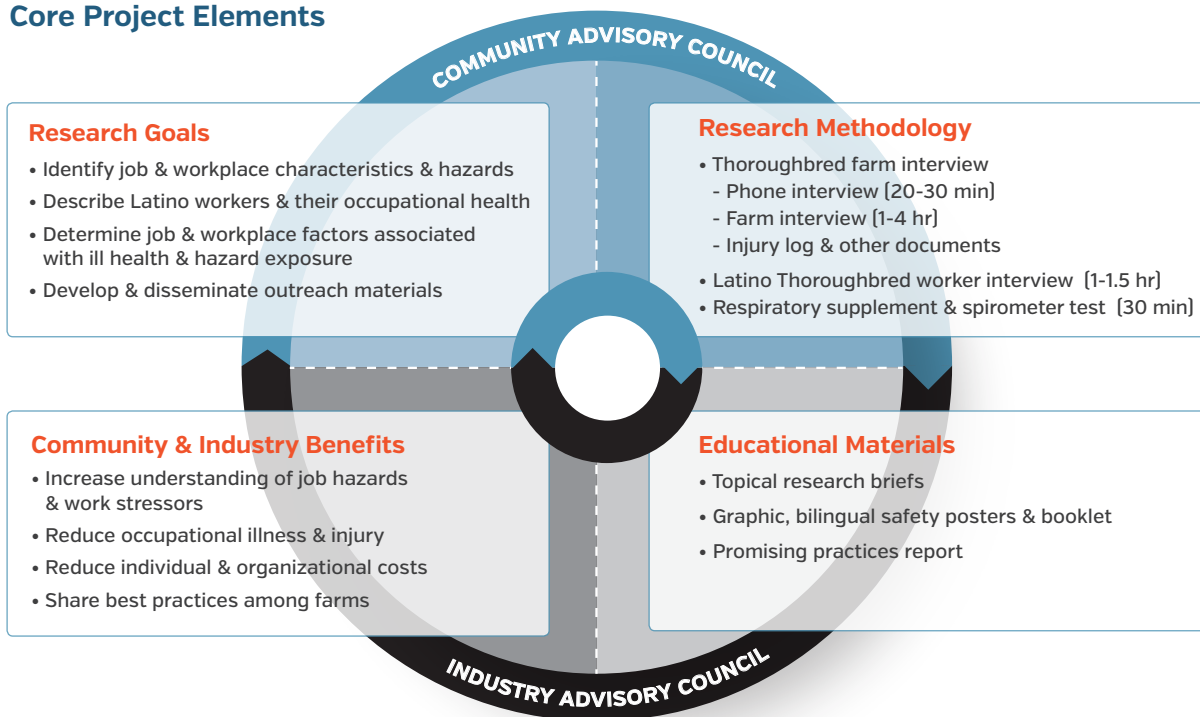 Core Project Elements
COMMUNITY ADVISORY COUNCIL
Research Goals
• Identify job & workplace characteristics & hazards
• Describe Latino workers & their occupational health
• Determine job & workplace factors associated
with ill health & hazard exposure
• Develop & disseminate outreach materials
Research Methodology
• Thoroughbred farm interview
- Phone interview (20-30 min)
- Farm interview (1-4 hr)
- Injury log & other documents
• Latino Thoroughbred worker interview (1-1.5 hr)
• Respiratory supplement & spirometer test (30 min)
Community & Industry Benefits
• Increase understanding of job hazards
& work stressors
• Reduce occupational illness & injury
• Reduce individual & organizational costs
• Share best practices among farms
Educational Materials
• Topical research briefs
• Graphic, bilingual safety posters & booklet
• Promising practices report
INDUSTRY ADVISORY COUNCIL